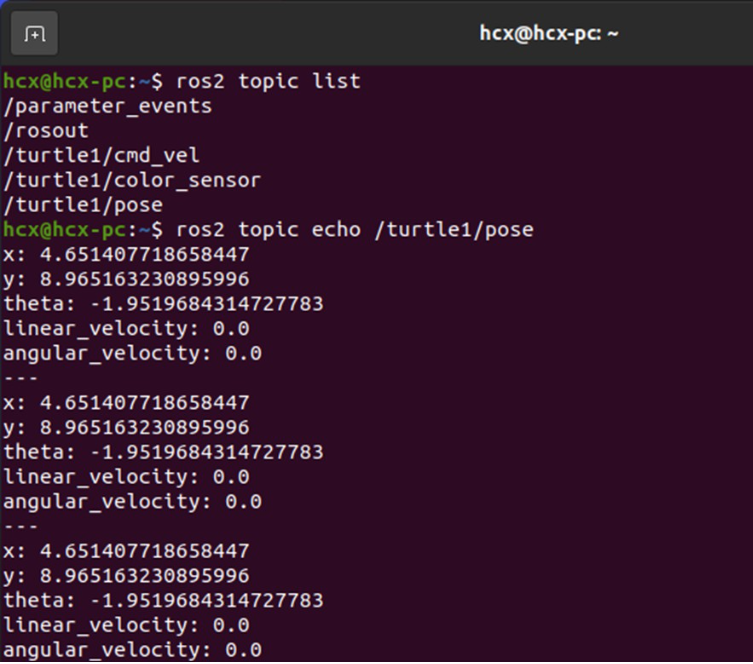 hcx@hcx-pc: ~
hcx@hcx-pc:~$ ros2 topic list
/parameter_events
/rosout
/turtle1/cmd_vel
/turtle1/color_sensor
/turtle1/pose
hcx@hcx-pc:~$ ros2 topic echo /turtle1/pose
x: 4.651407718658447
y: 8.965163230895996
theta: -1.9519684314727783
linear_velocity: 0.0
angular_velocity: 0.0
---
x: 4.651407718658447
y: 8.965163230895996
theta: -1.9519684314727783
linear_velocity: 0.0
angular_velocity: 0.0
---
x: 4.651407718658447
y: 8.965163230895996
theta: -1.9519684314727783
linear_velocity: 0.0
angular_velocity: 0.0